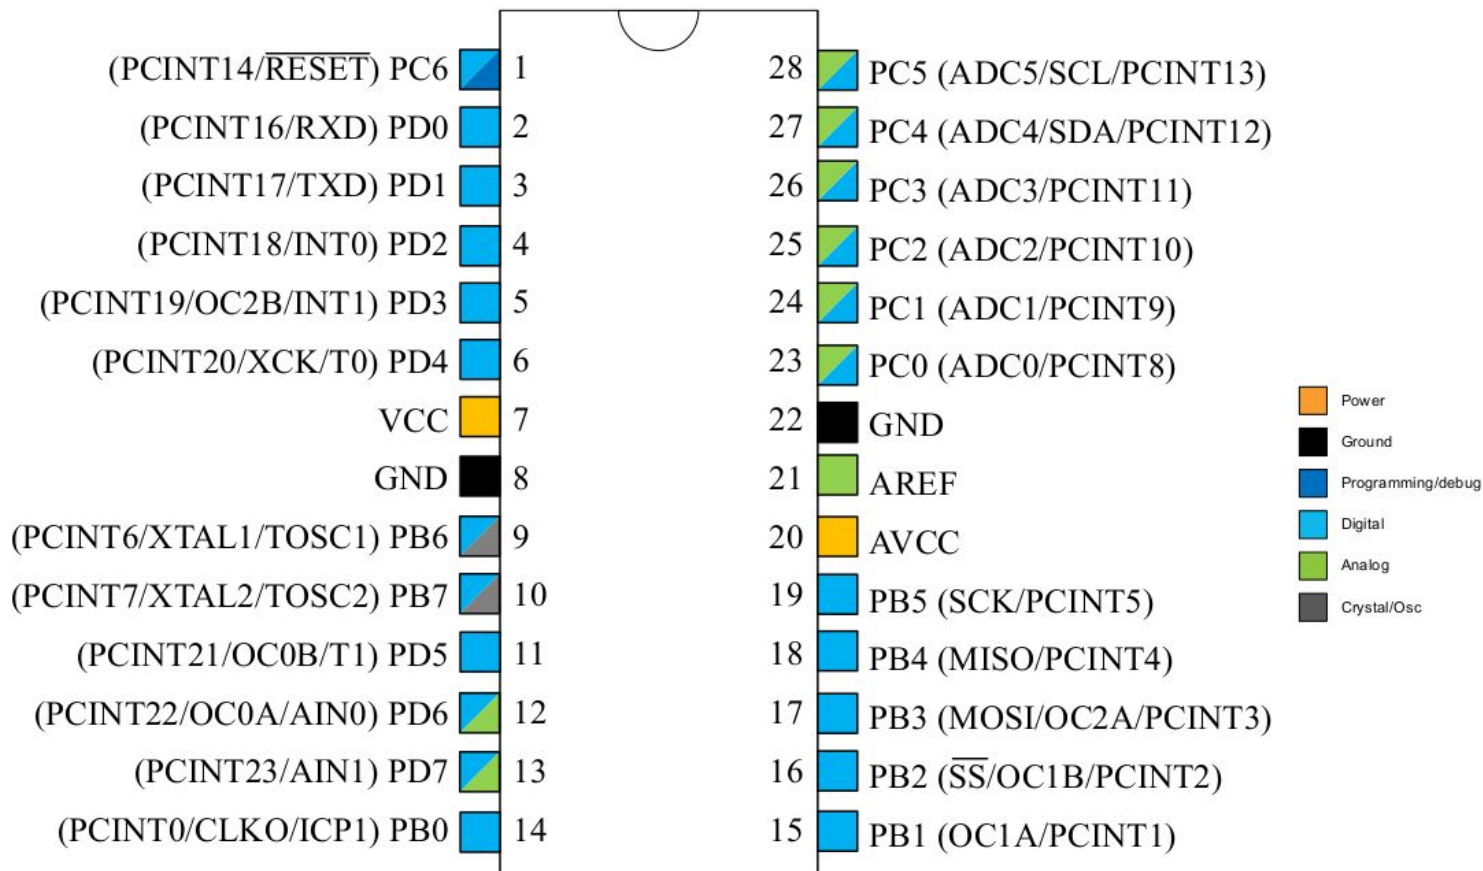 (PCINT14/RESET) PC6 1
(PCINT16/RXD) PD0 2
(PCINT17/TXD) PD1 3
(PCINT18/INT0) PD2 4
(PCINT19/OC2B/INT1) PD3 5
(PCINT20/XCK/T0) PD4 6
VCC 7
GND 8
(PCINT6/XTAL1/TOSC1) PB6 9
(PCINT7/XTAL2/TOSC2) PB7 10
(PCINT21/OC0B/T1) PD5 11
(PCINT22/OC0A/AIN0) PD6 12
(PCINT23/AIN1) PD7 13
(PCINT0/CLKO/ICP1) PB0 14
28 PC5 (ADC5/SCL/PCINT13)
27 PC4 (ADC4/SDA/PCINT12)
26 PC3 (ADC3/PCINT11)
25 PC2 (ADC2/PCINT10)
24 PC1 (ADC1/PCINT9)
23 PC0 (ADC0/PCINT8)
22 GND
21 AREF
20 AVCC
19 PB5 (SCK/PCINT5)
18 PB4 (MISO/PCINT4)
17 PB3 (MOSI/OC2A/PCINT3)
16 PB2 (SS/OC1B/PCINT2)
15 PB1 (OC1A/PCINT1)
Power
Ground
Programming/debug
Digital
Analog
Crystal/Osc